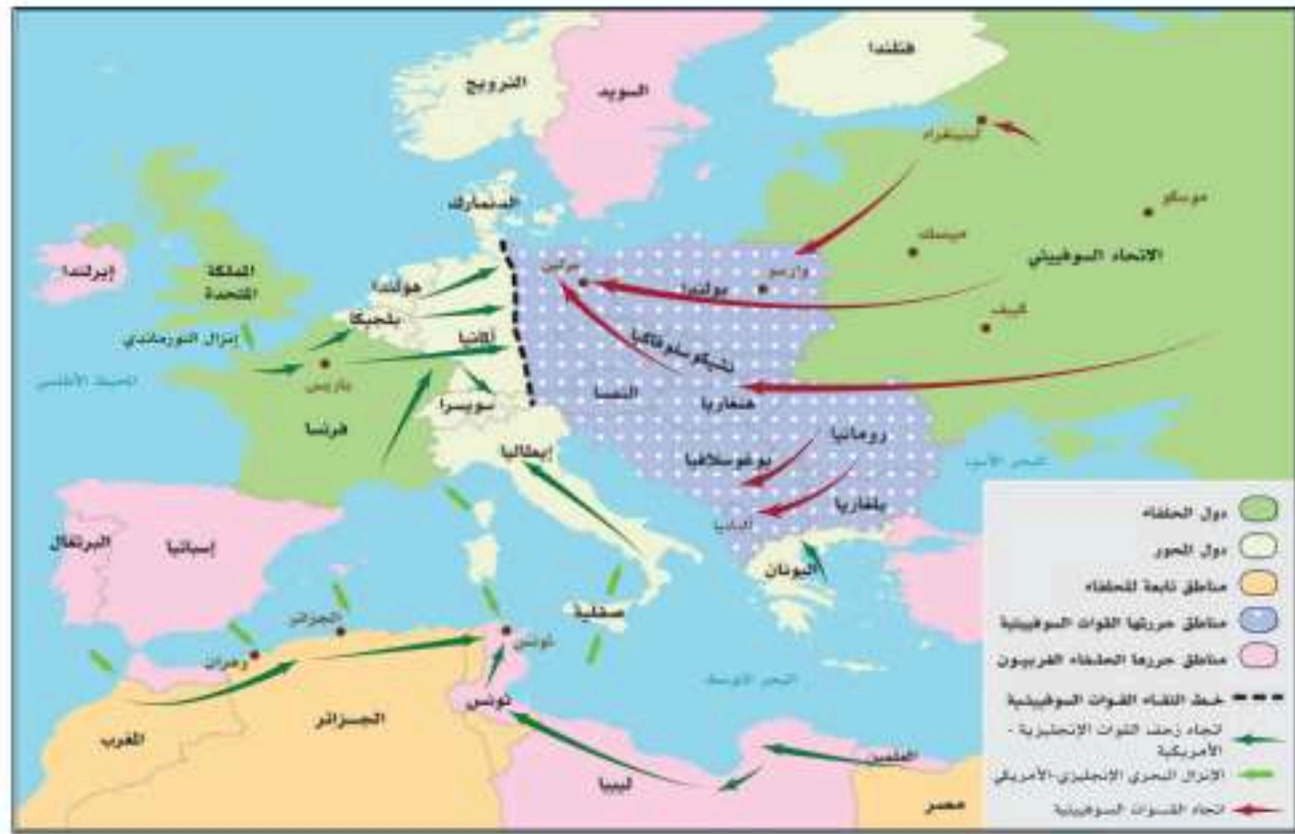 فنلندا
النرويج
السويد
لينينغراد
موسكو
الدنمارك
مينسك
الاتحاد السوفييتي
إيرلندا
المملكة
المتحدة
هولندا
برلين
بولندا
وارسو
بلجيكا
كييف
إنزال النورماندي
ألمانيا
تشيكوسلوفاكيا
باريس
المحيط الأطلسي
النمسا
هنغاريا
سويسرا
فرنسا
رومانيا
إيطاليا
يوغوسلافيا
البحر الأسود
بلغاريا
ألبانيا
البرتغال
إسبانيا
اليونان
صقلية
الجزائر
تونس
وهران
البحر المتوسط
تونس
الجزائر
المغرب
ليبيا
العلمين
مصر
دول الحلفاء
دول المحور
مناطق تابعة للحلفاء
مناطق حررتها القوات السوفييتية
مناطق حررها الحلفاء الغربيون
خط التقاء القوات السوفييتية
اتجاه زحف القوات الإنجليزية -
الأمريكية
الإنزال البحري الإنجليزي-الأمريكي
اتجاه القوات السوفييتية